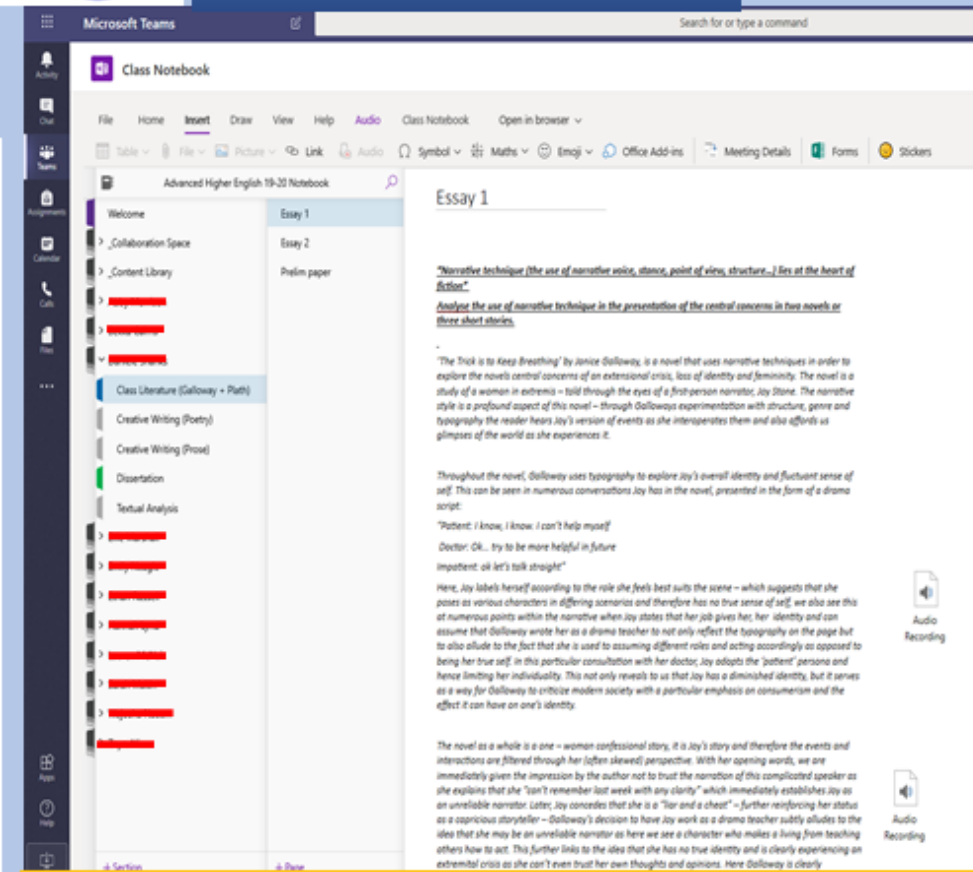 Microsoft Teams
Search for or type a command
Activity
Chat
Teams
Assignments
Calendar
Calls
Files
Apps
Help
Class Notebook
File Home Insert Draw View Help Audio Class Notebook Open in browser
Table File Picture Link Audio Symbol Maths Emoji Office Add-ins Meeting Details Forms Stickers
Advanced Higher English 19-20 Notebook
Welcome
_Collaboration Space
_Content Library
Class Literature (Galloway + Plath)
Creative Writing (Poetry)
Creative Writing (Prose)
Dissertation
Textual Analysis
+ Section
Essay 1
Essay 2
Prelim paper
+ Page
Essay 1
"Narrative technique (the use of narrative voice, stance, point of view, structure...) lies at the heart of
fiction"
Analyse the use of narrative technique in the presentation of the central concerns in two novels or
three short stories.
'The Trick is to Keep Breathing' by Janice Galloway, is a novel that uses narrative techniques in order to
explore the novels central concerns of an extensional crisis, loss of identity and femininity. The novel is a
study of a woman in extremis – told through the eyes of a first-person narrator, Joy Stone. The narrative
style is a profound aspect of this novel – through Galloways experimentation with structure, genre and
typography the reader hears Joy's version of events as she interoperates them and also affords us
glimpses of the world as she experiences it.
Throughout the novel, Galloway uses typography to explore Joy's overall identity and fluctuant sense of
self. This can be seen in numerous conversations Joy has in the novel, presented in the form of a drama
script:
"Patient: I know, I know. I can't help myself
Doctor: Ok... try to be more helpful in future
Impatient: ok let's talk straight"
Here, Joy labels herself according to the role she feels best suits the scene – which suggests that she
poses as various characters in differing scenarios and therefore has no true sense of self, we also see this
at numerous points within the narrative when Joy states that her job gives her, her identity and can
assume that Galloway wrote her as a drama teacher to not only reflect the typography on the page but
to also allude to the fact that she is used to assuming different roles and acting accordingly as opposed to
being her true self. In this particular consultation with her doctor, Joy adopts the 'patient' persona and
hence limiting her individuality. This not only reveals to us that Joy has a diminished identity, but it serves
as a way for Galloway to criticize modern society with a particular emphasis on consumerism and the
effect it can have on one's identity.
The novel as a whole is a one – woman confessional story, it is Joy's story and therefore the events and
interactions are filtered through her (often skewed) perspective. With her opening words, we are
immediately given the impression by the author not to trust the narration of this complicated speaker as
she explains that she "can't remember last week with any clarity" which immediately establishes Joy as
an unreliable narrator. Later, Joy concedes that she is a "liar and a cheat" – further reinforcing her status
as a capricious storyteller – Galloway's decision to have Joy work as a drama teacher subtly alludes to the
idea that she may be an unreliable narrator as here we see a character who makes a living from teaching
others how to act. This further links to the idea that she has no true identity and is clearly experiencing an
extremital crisis as she can't even trust her own thoughts and opinions. Here Galloway is clearly
Audio
Recording
Audio
Recording